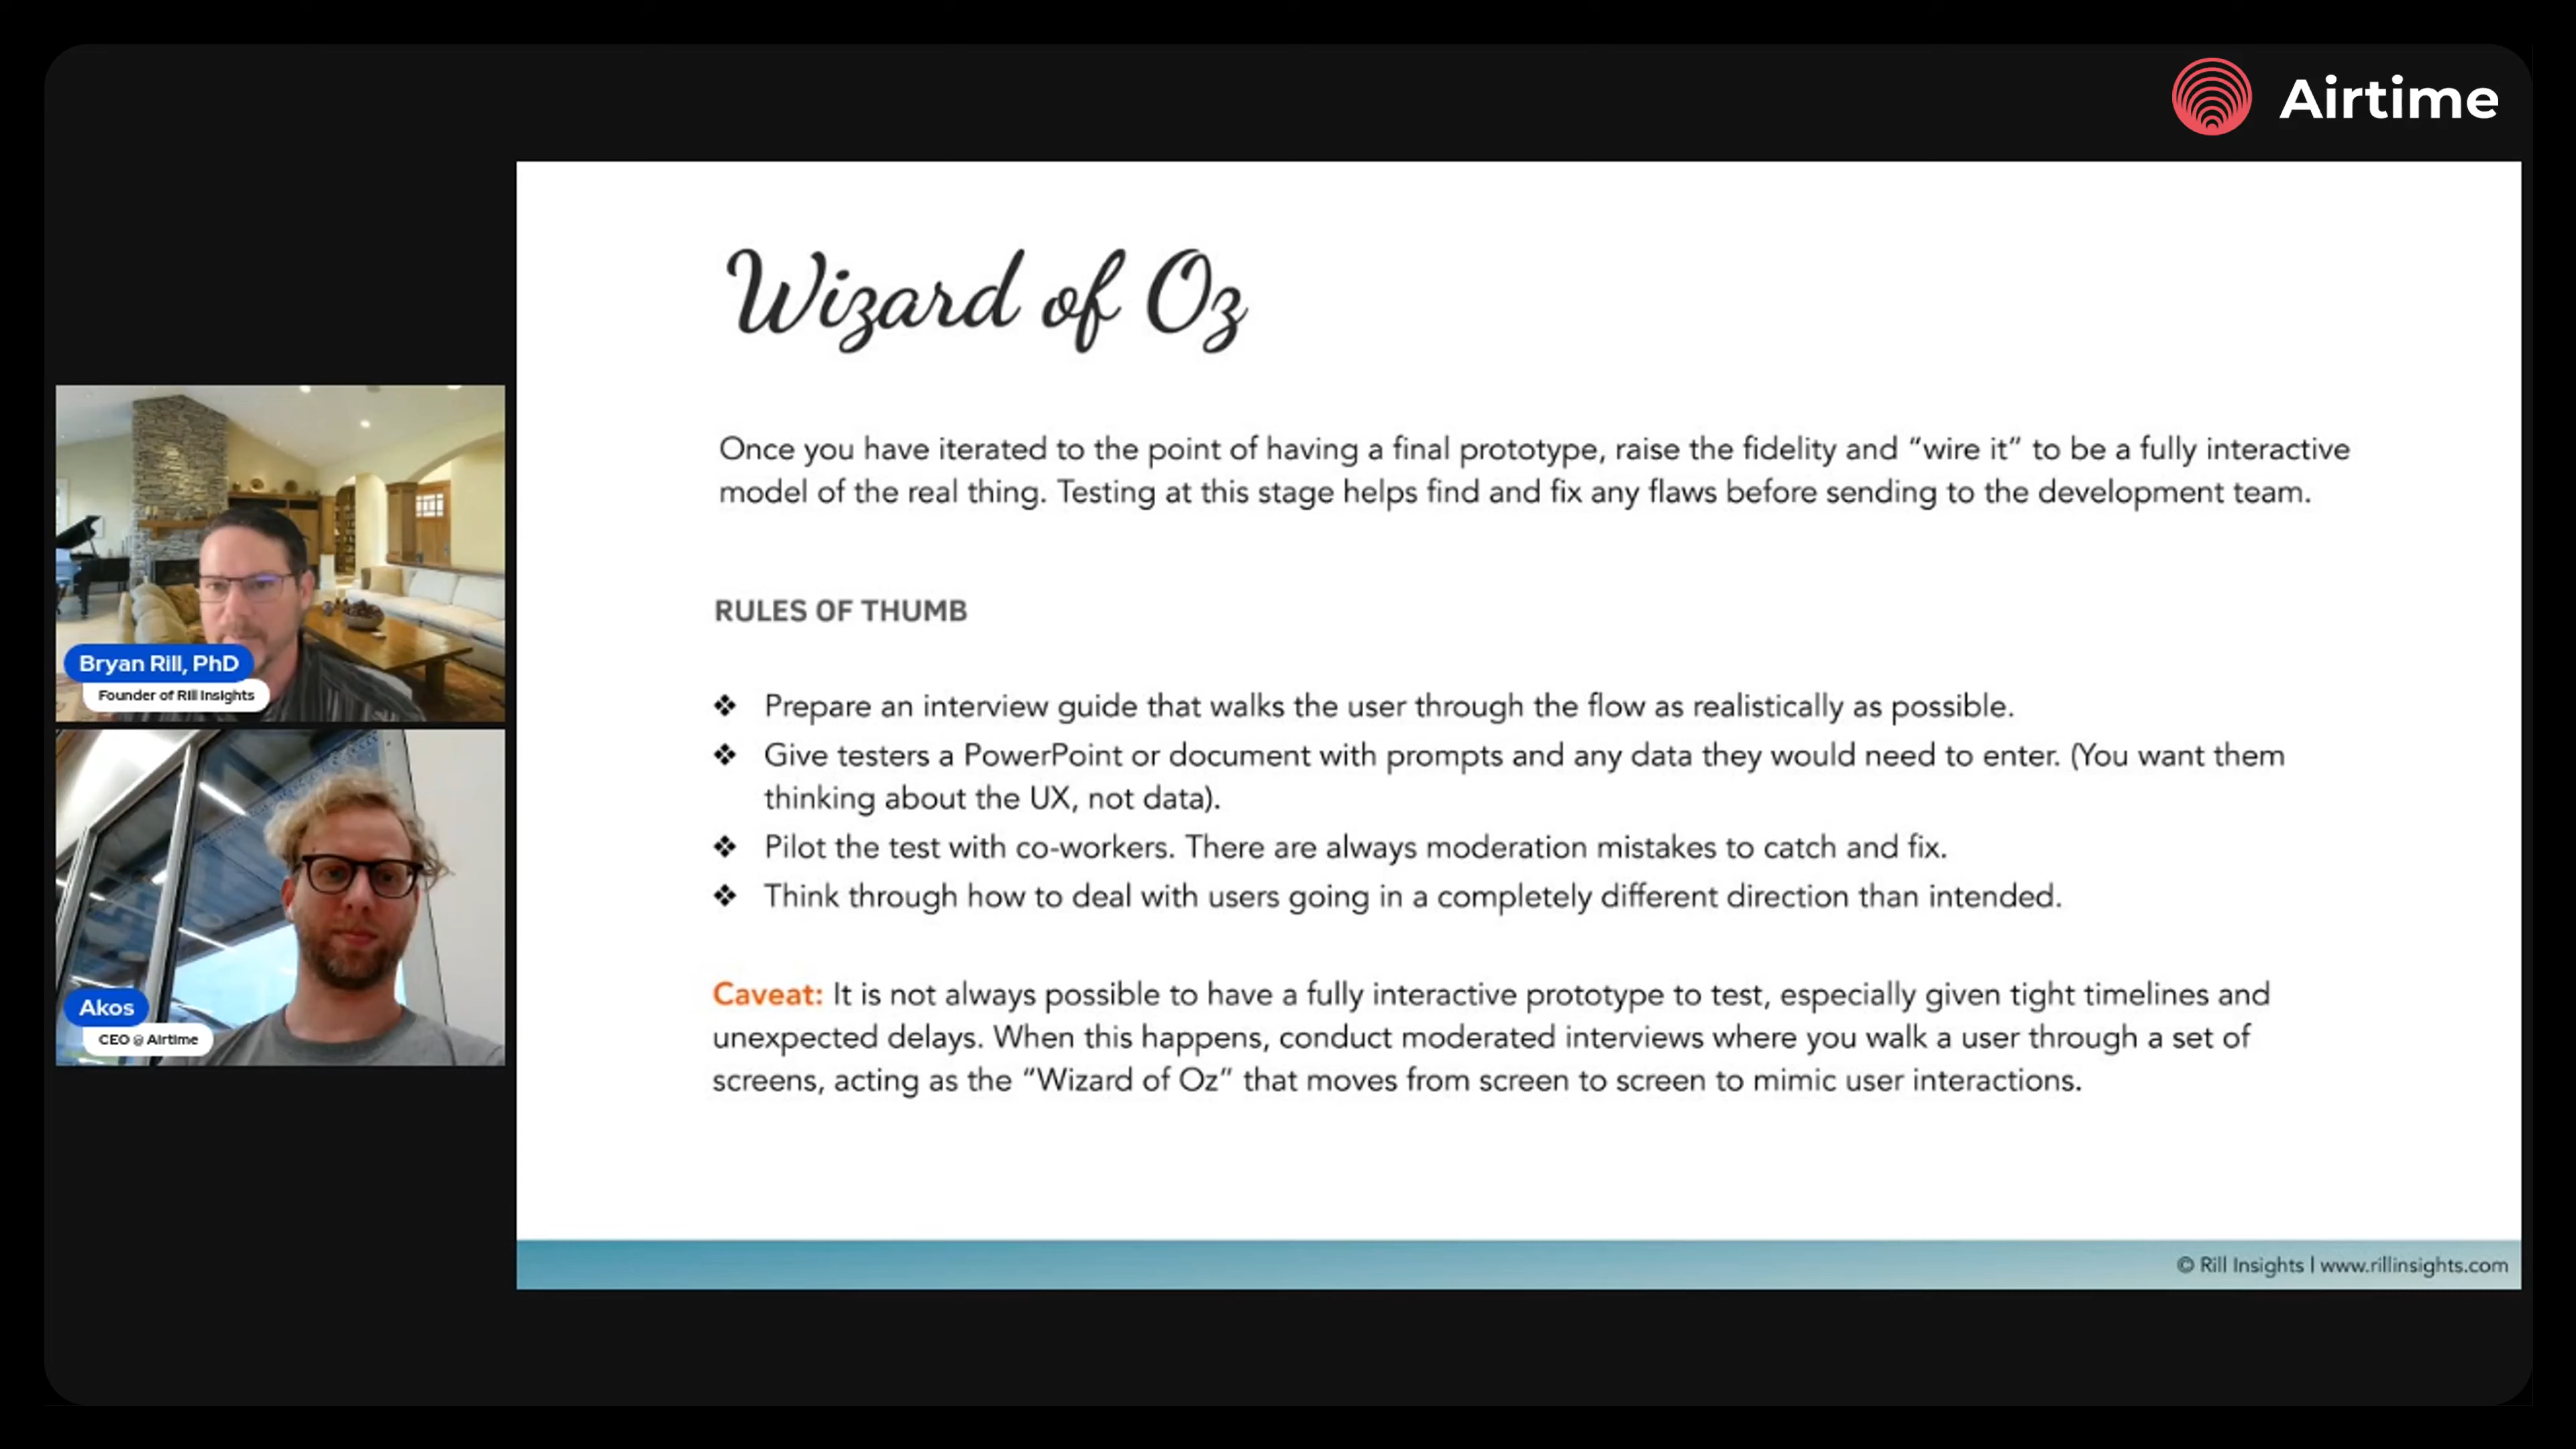 Airtime
Wizard of Oz
Once you have iterated to the point of having a final prototype, raise the fidelity and “wire it” to be a fully interactive
model of the real thing. Testing at this stage helps find and fix any flaws before sending to the development team.
RULES OF THUMB
❖ Prepare an interview guide that walks the user through the flow as realistically as possible.
❖ Give testers a PowerPoint or document with prompts and any data they would need to enter. (You want them
thinking about the UX, not data).
❖ Pilot the test with co-workers. There are always moderation mistakes to catch and fix.
❖ Think through how to deal with users going in a completely different direction than intended.
Caveat: It is not always possible to have a fully interactive prototype to test, especially given tight timelines and
unexpected delays. When this happens, conduct moderated interviews where you walk a user through a set of
screens, acting as the “Wizard of Oz” that moves from screen to screen to mimic user interactions.
© Rill Insights | www.rillinsights.com
Bryan Rill, PhD
Founder of Rill Insights
Akos
CEO @ Airtime